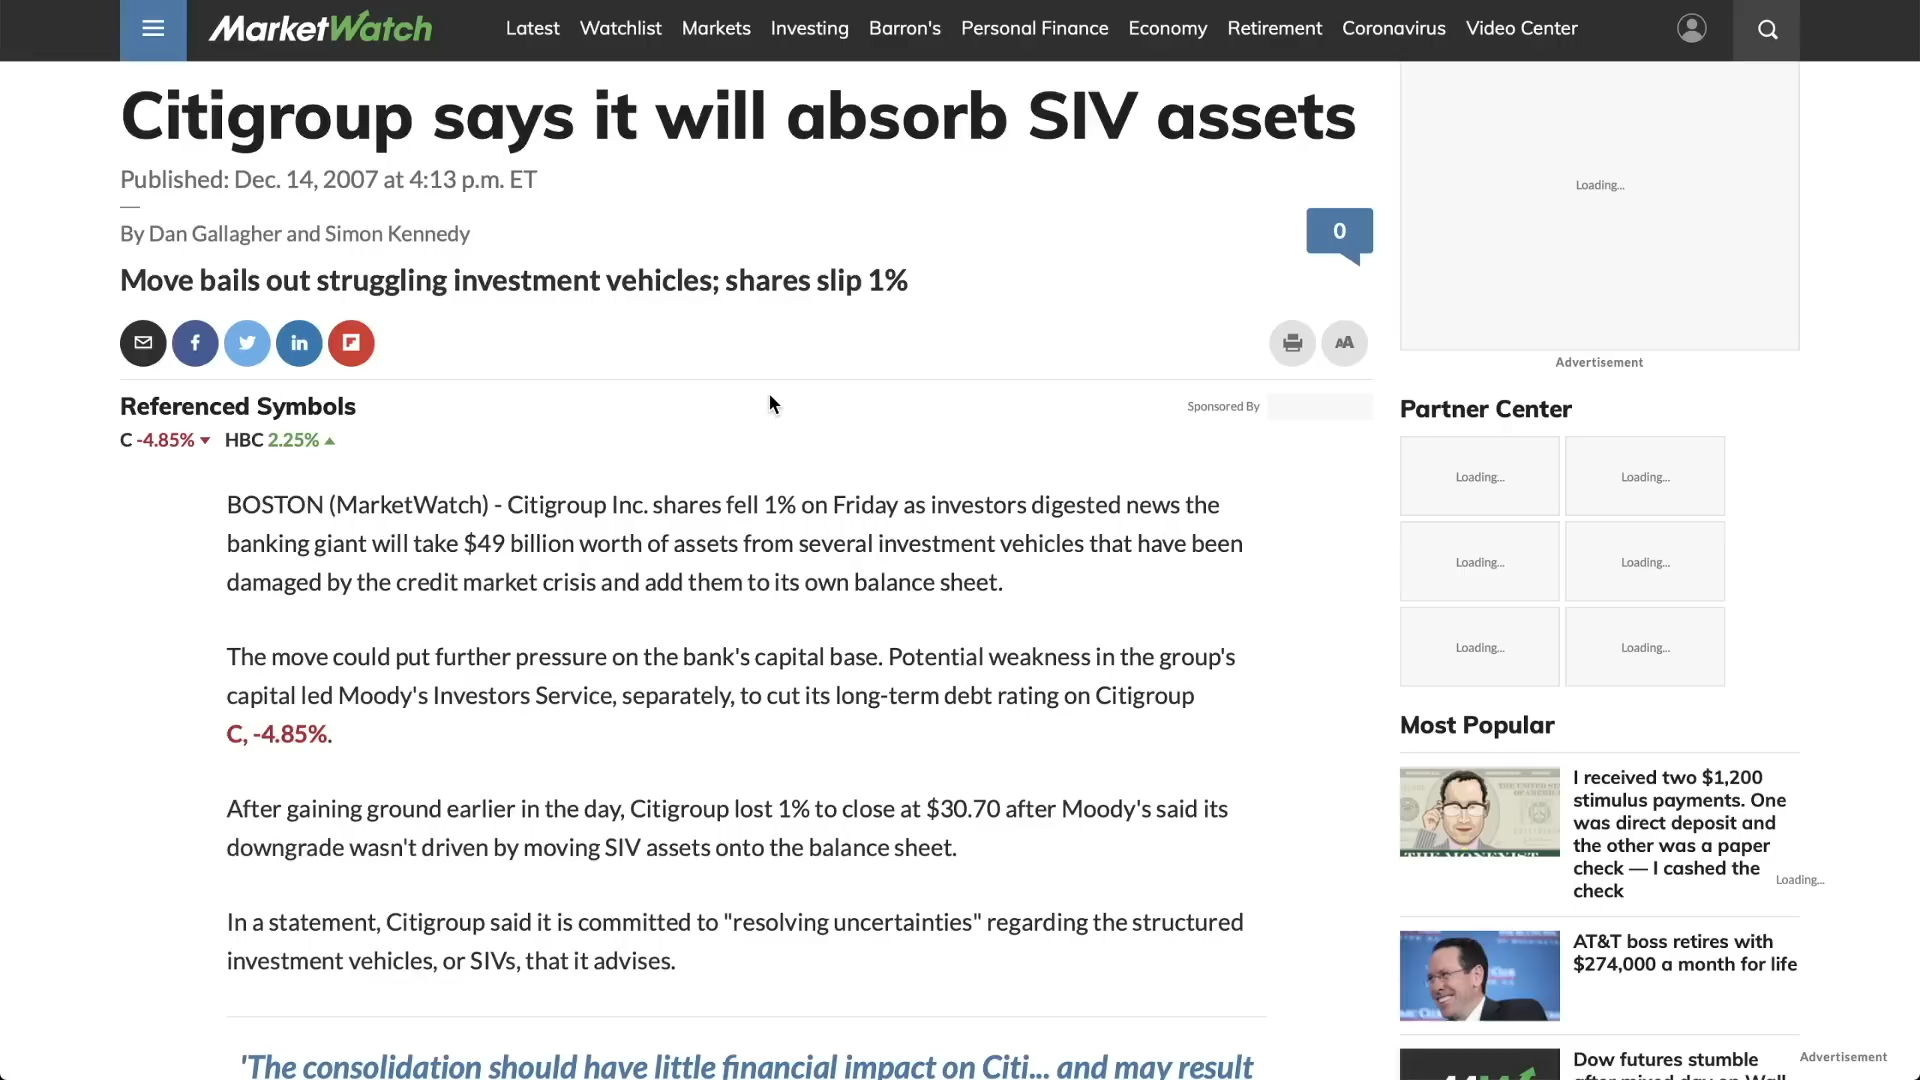 MarketWatch
Latest Watchlist Markets Investing Barron's Personal Finance Economy Retirement Coronavirus Video Center
Citigroup says it will absorb SIV assets
Published: Dec. 14, 2007 at 4:13 p.m. ET
By Dan Gallagher and Simon Kennedy
0
Move bails out struggling investment vehicles; shares slip 1%
f
in
AA
Referenced Symbols
Sponsored By
C -4.85% HBC 2.25%
BOSTON (MarketWatch) - Citigroup Inc. shares fell 1% on Friday as investors digested news the
banking giant will take $49 billion worth of assets from several investment vehicles that have been
damaged by the credit market crisis and add them to its own balance sheet.
The move could put further pressure on the bank's capital base. Potential weakness in the group's
capital led Moody's Investors Service, separately, to cut its long-term debt rating on Citigroup
C, -4.85%.
After gaining ground earlier in the day, Citigroup lost 1% to close at $30.70 after Moody's said its
downgrade wasn't driven by moving SIV assets onto the balance sheet.
In a statement, Citigroup said it is committed to "resolving uncertainties" regarding the structured
investment vehicles, or SIVs, that it advises.
'The consolidation should have little financial impact on Citi... and may result
Loading...
Advertisement
Partner Center
Loading... Loading...
Loading... Loading...
Loading... Loading...
Most Popular
I received two $1,200
stimulus payments. One
was direct deposit and
the other was a paper
check — I cashed the
check
Loading...
AT&T boss retires with
$274,000 a month for life
Dow futures stumble
after mixed day on Wall
Advertisement